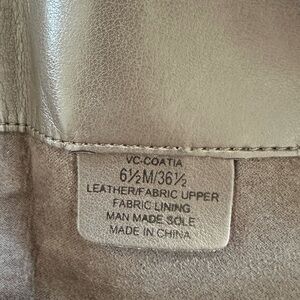 VC-COATIA
6½M/36½
LEATHER/FABRIC UPPER
FABRIC LINING
MAN MADE SOLE
MADE IN CHINA